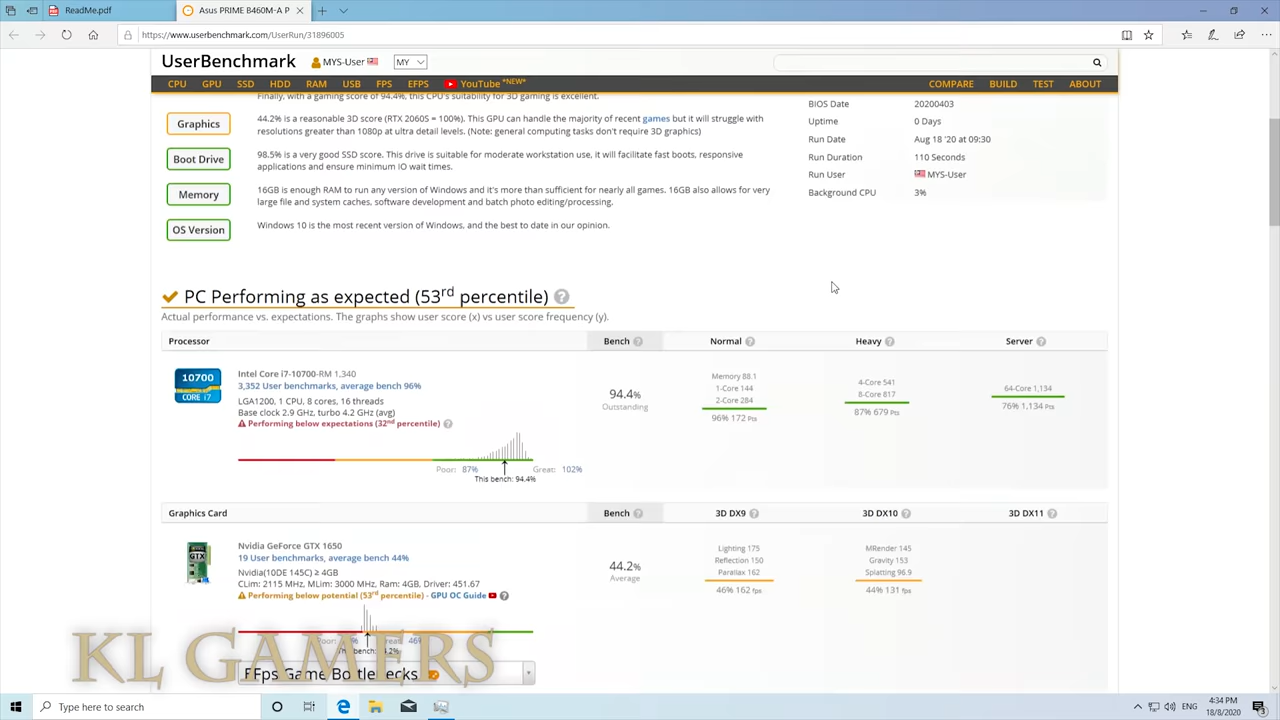 ReadMe.pdf
Asus PRIME B460M-A P
https://www.userbenchmark.com/UserRun/31896005
UserBenchmark
MYS-User
MY
CPU GPU SSD HDD RAM USB FPS EFPS YouTube *NEW* COMPARE BUILD TEST ABOUT
Finally, with a gaming score of 94.4%, this CPU's suitability for 3D gaming is excellent.
Graphics
44.2% is a reasonable 3D score (RTX 2060S = 100%). This GPU can handle the majority of recent games but it will struggle with
resolutions greater than 1080p at ultra detail levels. (Note: general computing tasks don't require 3D graphics)
Boot Drive
98.5% is a very good SSD score. This drive is suitable for moderate workstation use, it will facilitate fast boots, responsive
applications and ensure minimum IO wait times.
Memory
16GB is enough RAM to run any version of Windows and it's more than sufficient for nearly all games. 16GB also allows for very
large file and system caches, software development and batch photo editing/processing.
OS Version
Windows 10 is the most recent version of Windows, and the best to date in our opinion.
BIOS Date 20200403
Uptime 0 Days
Run Date Aug 18 '20 at 09:30
Run Duration 110 Seconds
Run User MYS-User
Background CPU 3%
PC Performing as expected (53rd percentile) ?
Actual performance vs. expectations. The graphs show user score (x) vs user score frequency (y).
Processor Bench ? Normal ? Heavy ? Server ?
10700
CORE i7
Intel Core i7-10700-RM 1,340
3,352 User benchmarks, average bench 96%
LGA1200, 1 CPU, 8 cores, 16 threads
Base clock 2.9 GHz, turbo 4.2 GHz (avg)
Performing below expectations (32nd percentile) ?
Poor: 87% Great: 102%
This bench: 94.4%
94.4%
Outstanding
Memory 88.1
1-Core 144
2-Core 284
96% 172 Pts
4-Core 541
8-Core 817
87% 679 Pts
64-Core 1,134
76% 1,134 Pts
Graphics Card Bench ? 3D DX9 ? 3D DX10 ? 3D DX11 ?
GTX
Nvidia GeForce GTX 1650
19 User benchmarks, average bench 44%
Nvidia(10DE 145C) ≥ 4GB
CLim: 2115 MHz, MLim: 3000 MHz, Ram: 4GB, Driver: 451.67
Performing below potential (53rd percentile) - GPU OC Guide ?
44.2%
Average
Lighting 175
Reflection 150
Parallax 162
46% 162 fps
MRender 145
Gravity 153
Splatting 96.9
44% 131 fps
46%
EFps Game Bottlenecks
KL GAMERS
Type here to search
ENG
4:34 PM
18/8/2020
3